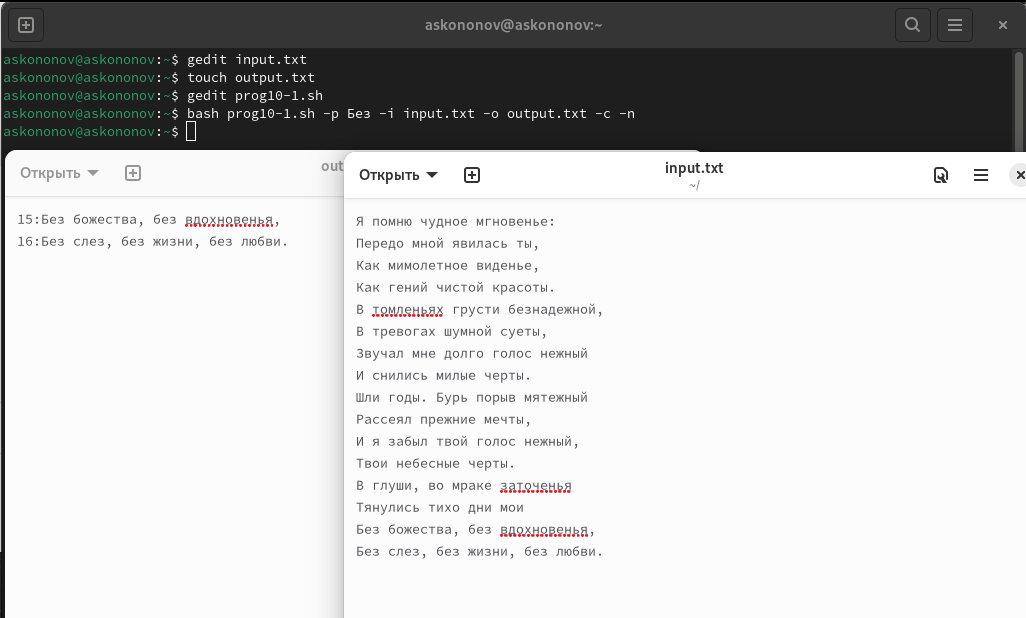 askononov@askononov:~
askononov@askononov:~$ gedit input.txt
askononov@askononov:~$ touch output.txt
askononov@askononov:~$ gedit prog10-1.sh
askononov@askononov:~$ bash prog10-1.sh -p Без -i input.txt -o output.txt -c -n
askononov@askononov:~$
Открыть
out
15:Без божества, без вдохновенья,
16:Без слез, без жизни, без любви.
Открыть
input.txt
~/
Я помню чудное мгновенье:
Передо мной явилась ты,
Как мимолетное виденье,
Как гений чистой красоты.
В томленьях грусти безнадежной,
В тревогах шумной суеты,
Звучал мне долго голос нежный
И снились милые черты.
Шли годы. Бурь порыв мятежный
Рассеял прежние мечты,
И я забыл твой голос нежный,
Твои небесные черты.
В глуши, во мраке заточенья
Тянулись тихо дни мои
Без божества, без вдохновенья,
Без слез, без жизни, без любви.